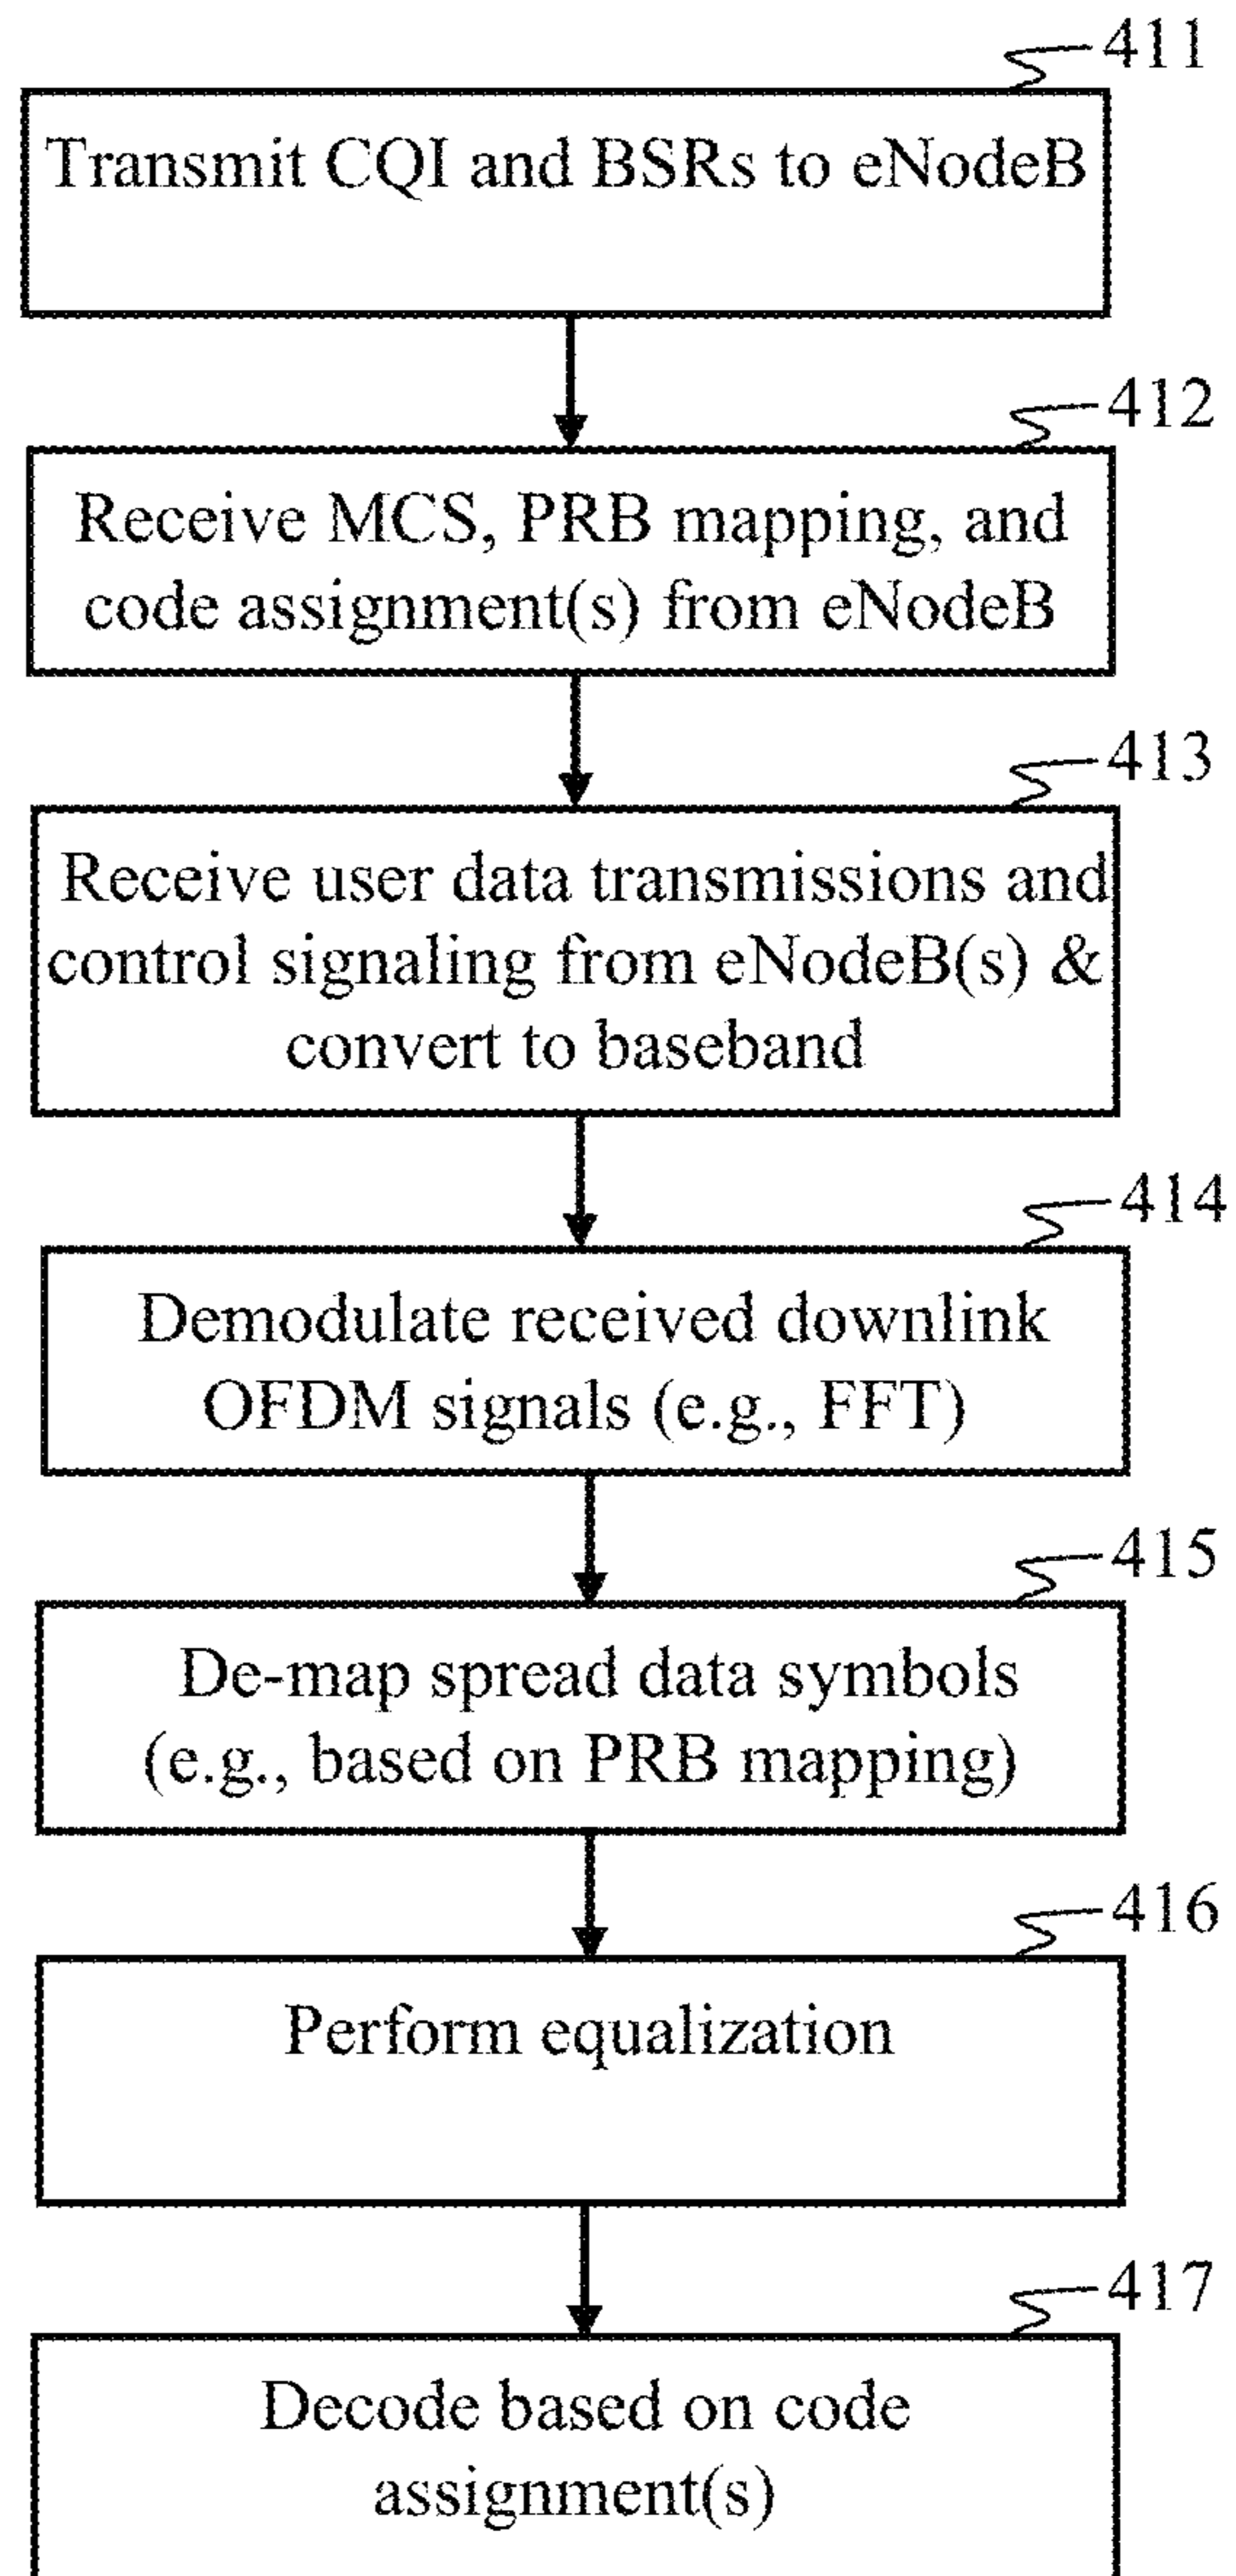 411
Transmit CQI and BSRs to eNodeB
412
Receive MCS, PRB mapping, and
code assignment(s) from eNodeB
413
Receive user data transmissions and
control signaling from eNodeB(s) &
convert to baseband
414
Demodulate received downlink
OFDM signals (e.g., FFT)
415
De-map spread data symbols
(e.g., based on PRB mapping)
416
Perform equalization
417
Decode based on code
assignment(s)